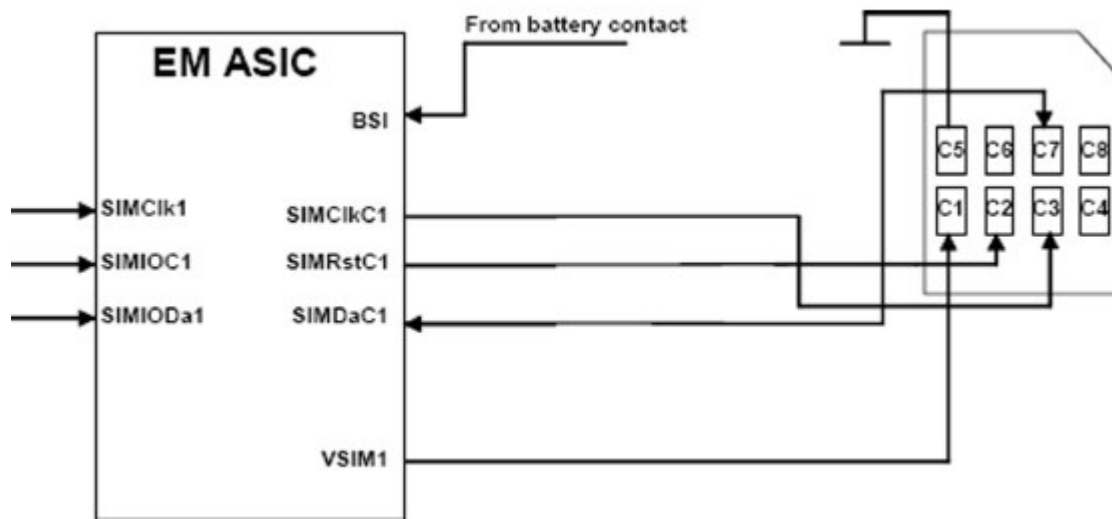 From battery contact
EM ASIC
BSI
C5 C6 C7 C8
SIMClk1
SIMClkC1
C1 C2 C3 C4
SIMIOC1
SIMRstC1
SIMIODa1
SIMDaC1
VSIM1